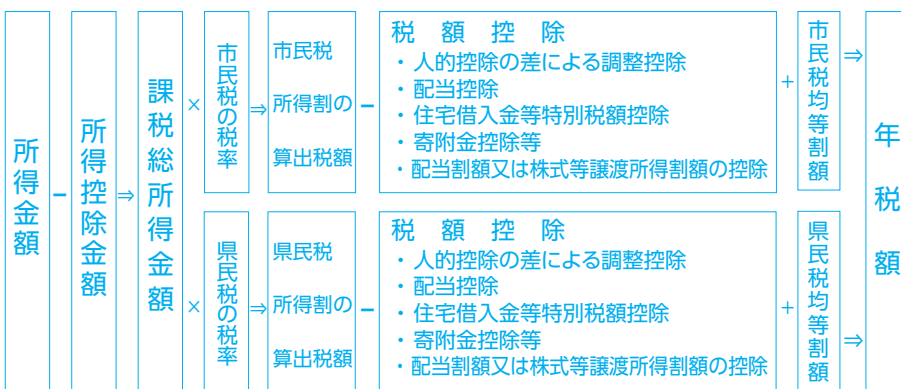 所得金額
−
所得控除金額
⇒
課税総所得金額
×
市民税の税率
⇒
市民税
所得割の
算出税額
−
税額控除
・人的控除の差による調整控除
・配当控除
・住宅借入金等特別税額控除
・寄附金控除等
・配当割額又は株式等譲渡所得割額の控除
+
市民税均等割額
⇒
×
県民税の税率
⇒
県民税
所得割の
算出税額
−
税額控除
・人的控除の差による調整控除
・配当控除
・住宅借入金等特別税額控除
・寄附金控除等
・配当割額又は株式等譲渡所得割額の控除
+
県民税均等割額
⇒
年税額